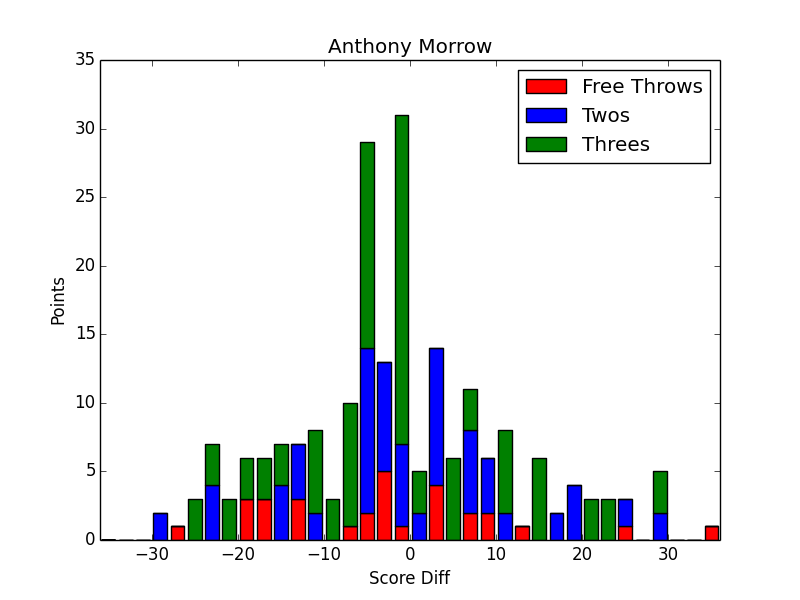 Anthony Morrow
35
30
25
20
15
10
5
0
Points
Free Throws
Twos
Threes
−30 −20 −10 0 10 20 30
Score Diff